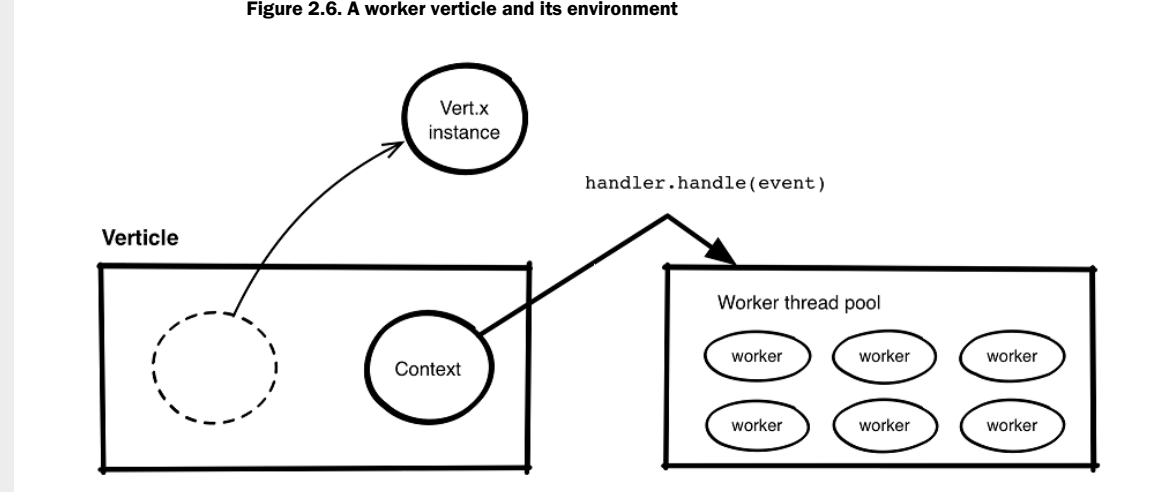 Figure 2.6. A worker verticle and its environment
Vert.x
instance
handler.handle(event)
Verticle
Context
Worker thread pool
worker worker worker
worker worker worker